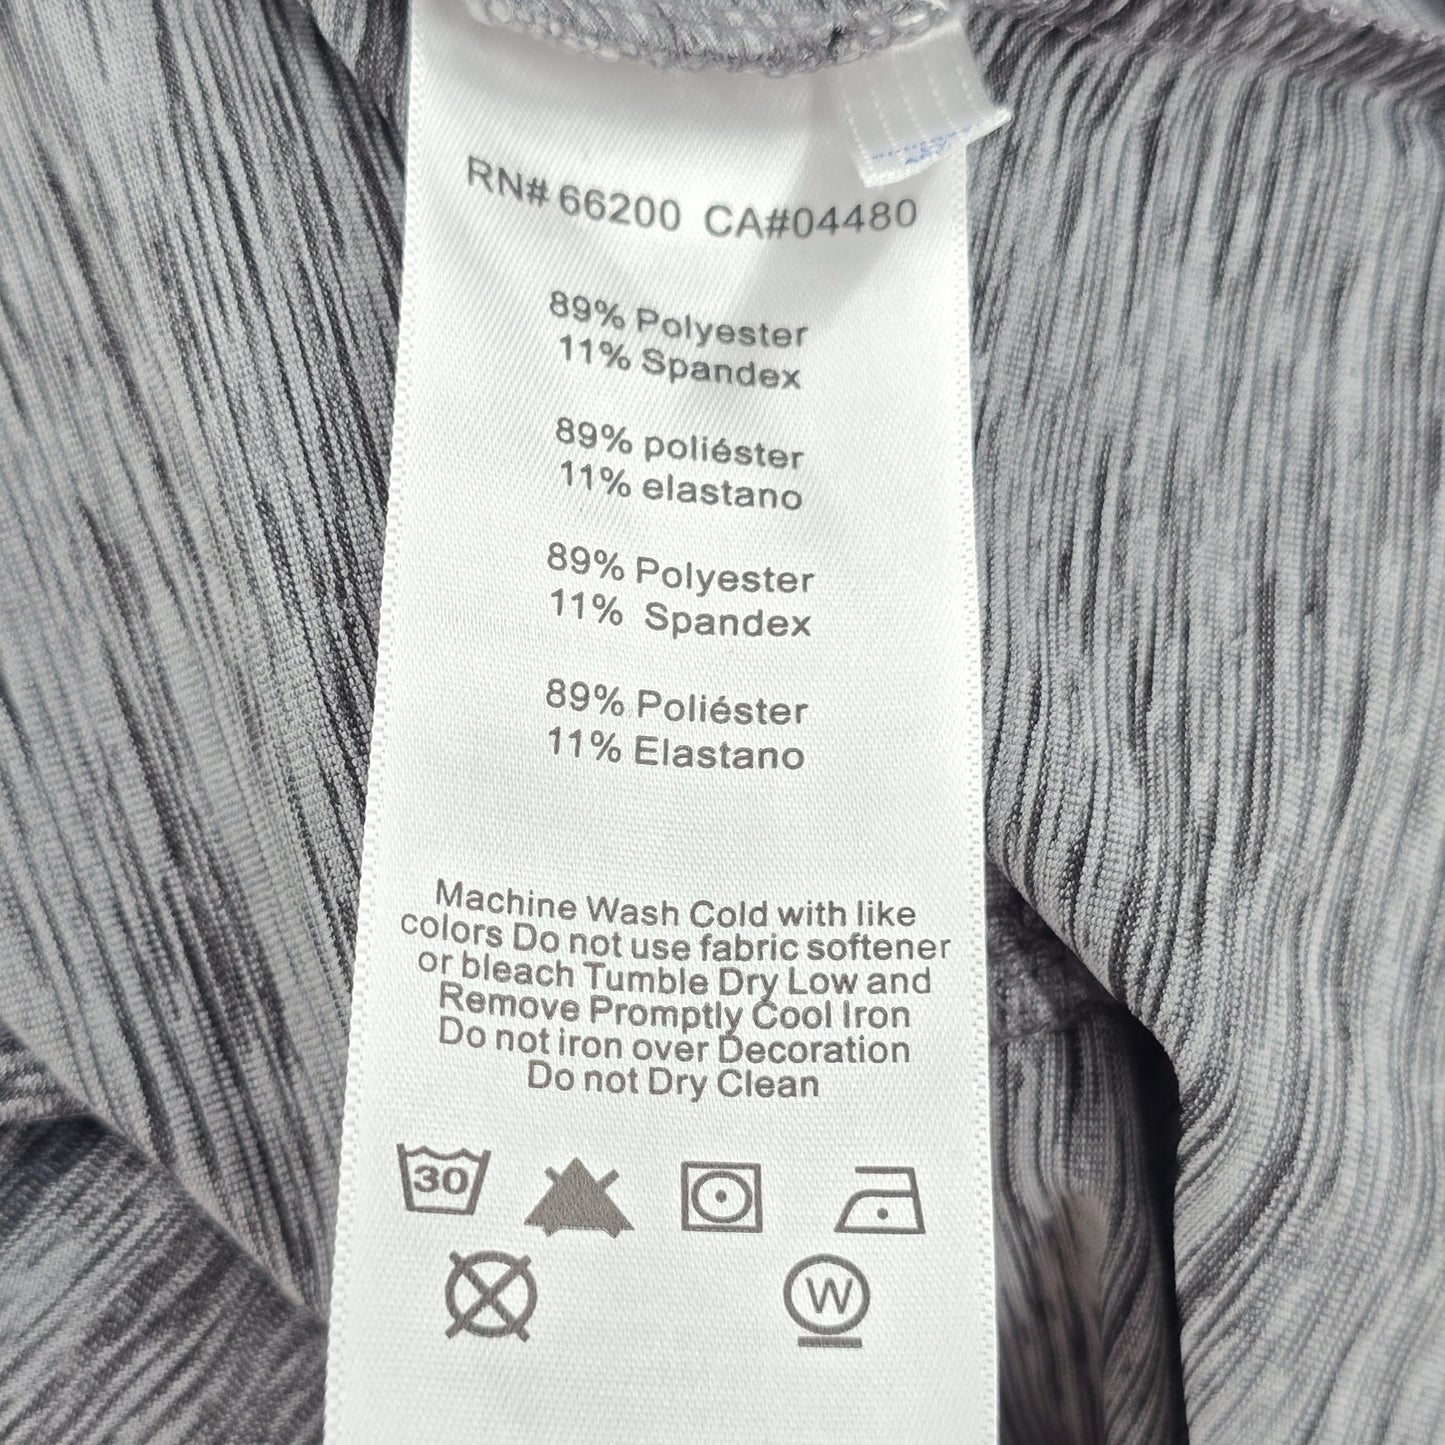 RN# 66200 CA#04480
89% Polyester
11% Spandex
89% poliéster
11% elastano
89% Polyester
11% Spandex
89% Poliéster
11% Elastano
Machine Wash Cold with like
colors Do not use fabric softener
or bleach Tumble Dry Low and
Remove Promptly Cool Iron
Do not iron over Decoration
Do not Dry Clean
30
W